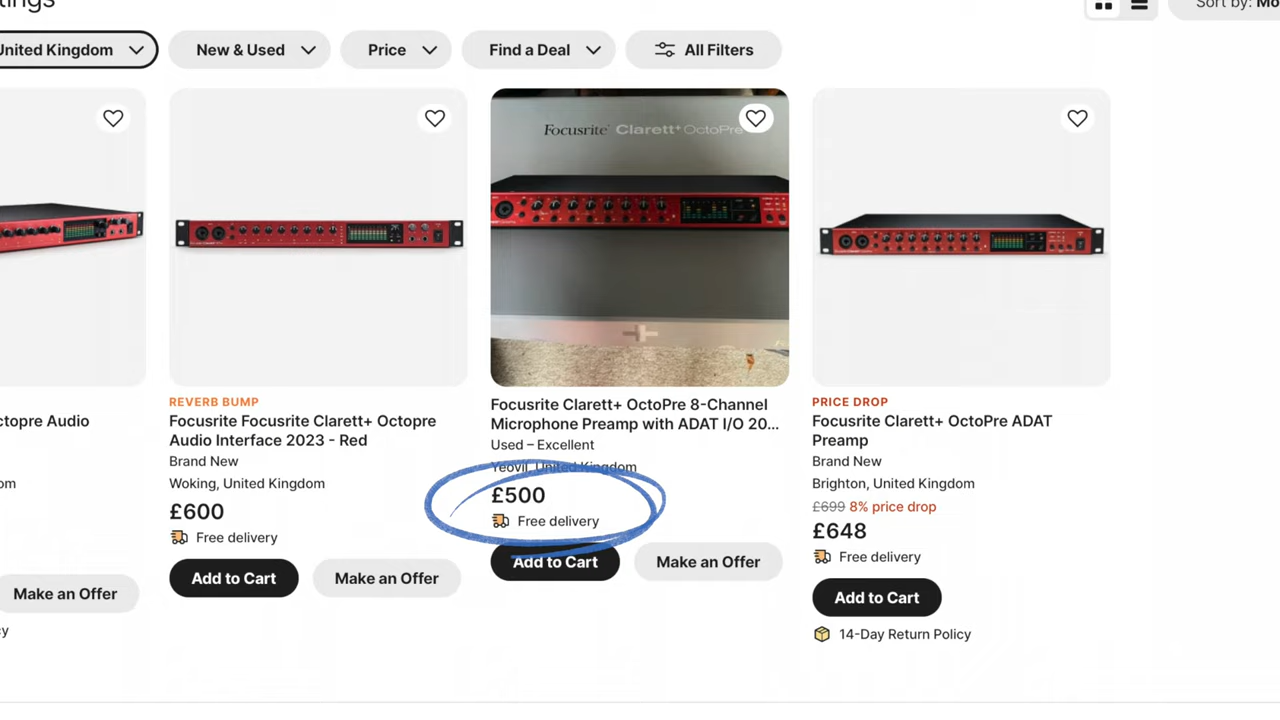 tings
Sort by: Mo
United Kingdom
New & Used
Price
Find a Deal
All Filters
Focusrite Clarett+ OctoPre
ctopre Audio
om
Make an Offer
cy
REVERB BUMP
Focusrite Focusrite Clarett+ Octopre
Audio Interface 2023 - Red
Brand New
Woking, United Kingdom
£600
Free delivery
Add to Cart
Make an Offer
Focusrite Clarett+ OctoPre 8-Channel
Microphone Preamp with ADAT I/O 20...
Used – Excellent
Yeovil, United Kingdom
£500
Free delivery
Add to Cart
Make an Offer
PRICE DROP
Focusrite Clarett+ OctoPre ADAT
Preamp
Brand New
Brighton, United Kingdom
£699 8% price drop
£648
Free delivery
Add to Cart
14-Day Return Policy